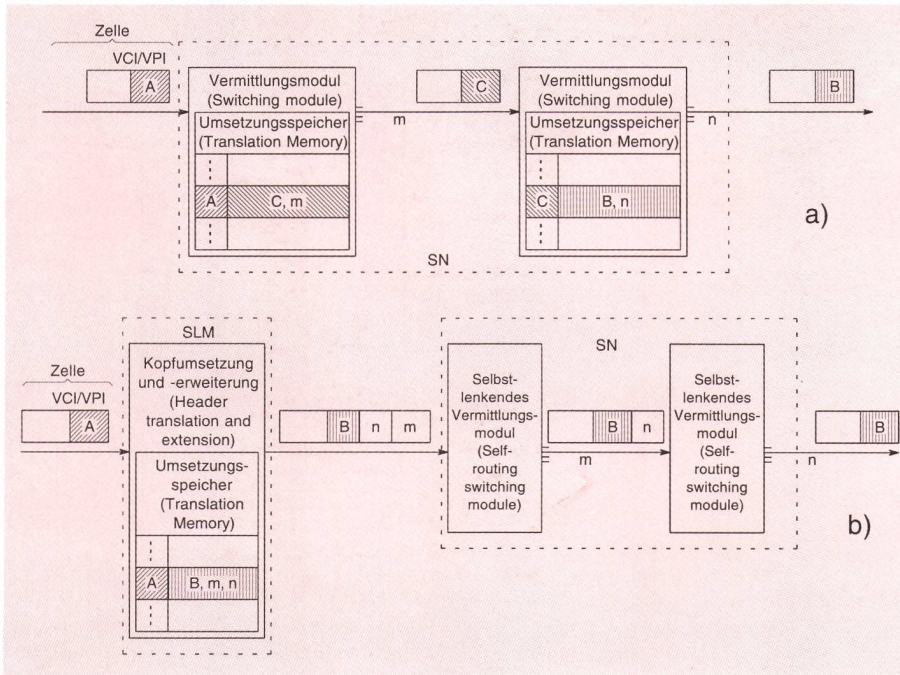 Zelle
VCI/VPI
A
Vermittlungsmodul
(Switching module)
Umsetzungsspeicher
(Translation Memory)
A
C, m
m
C
Vermittlungsmodul
(Switching module)
Umsetzungsspeicher
(Translation Memory)
C
B, n
n
B
SN
a)
SLM
Zelle
VCI/VPI
A
Kopfumsetzung
und -erweiterung
(Header
translation and
extension)
Umsetzungs-
speicher
(Translation
Memory)
A
B, m, n
B
n
m
SN
Selbst-
lenkendes
Vermittlungs-
modul
(Self-
routing
switching
module)
B
n
m
Selbst-
lenkendes
Vermittlungs-
modul
(Self-
routing
switching
module)
n
B
b)